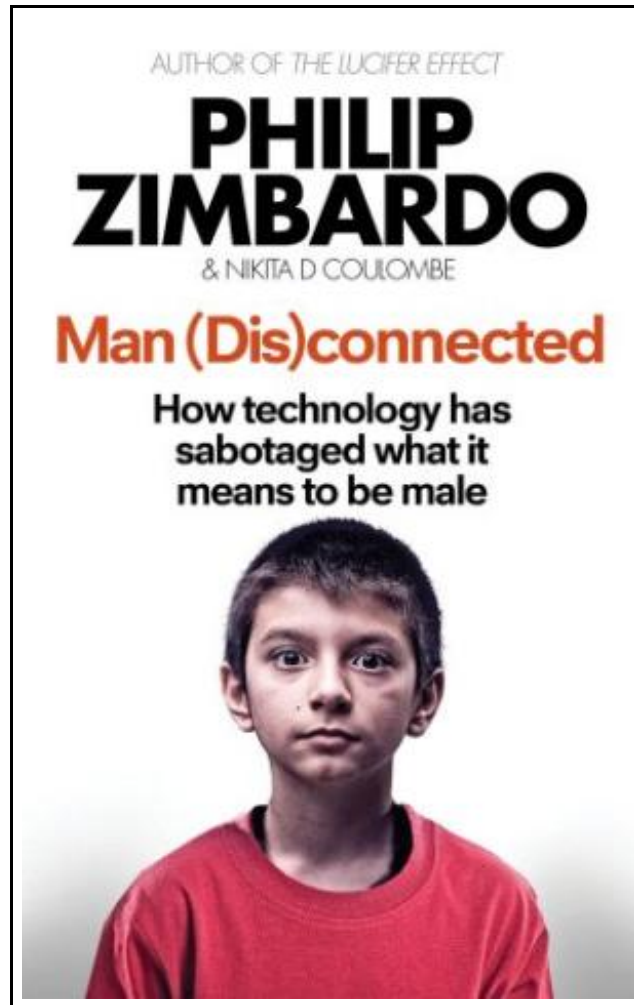 AUTHOR OF THE LUCIFER EFFECT
PHILIP
ZIMBARDO
& NIKITA D COULOMBE
Man (Dis)connected
How technology has
sabotaged what it
means to be male